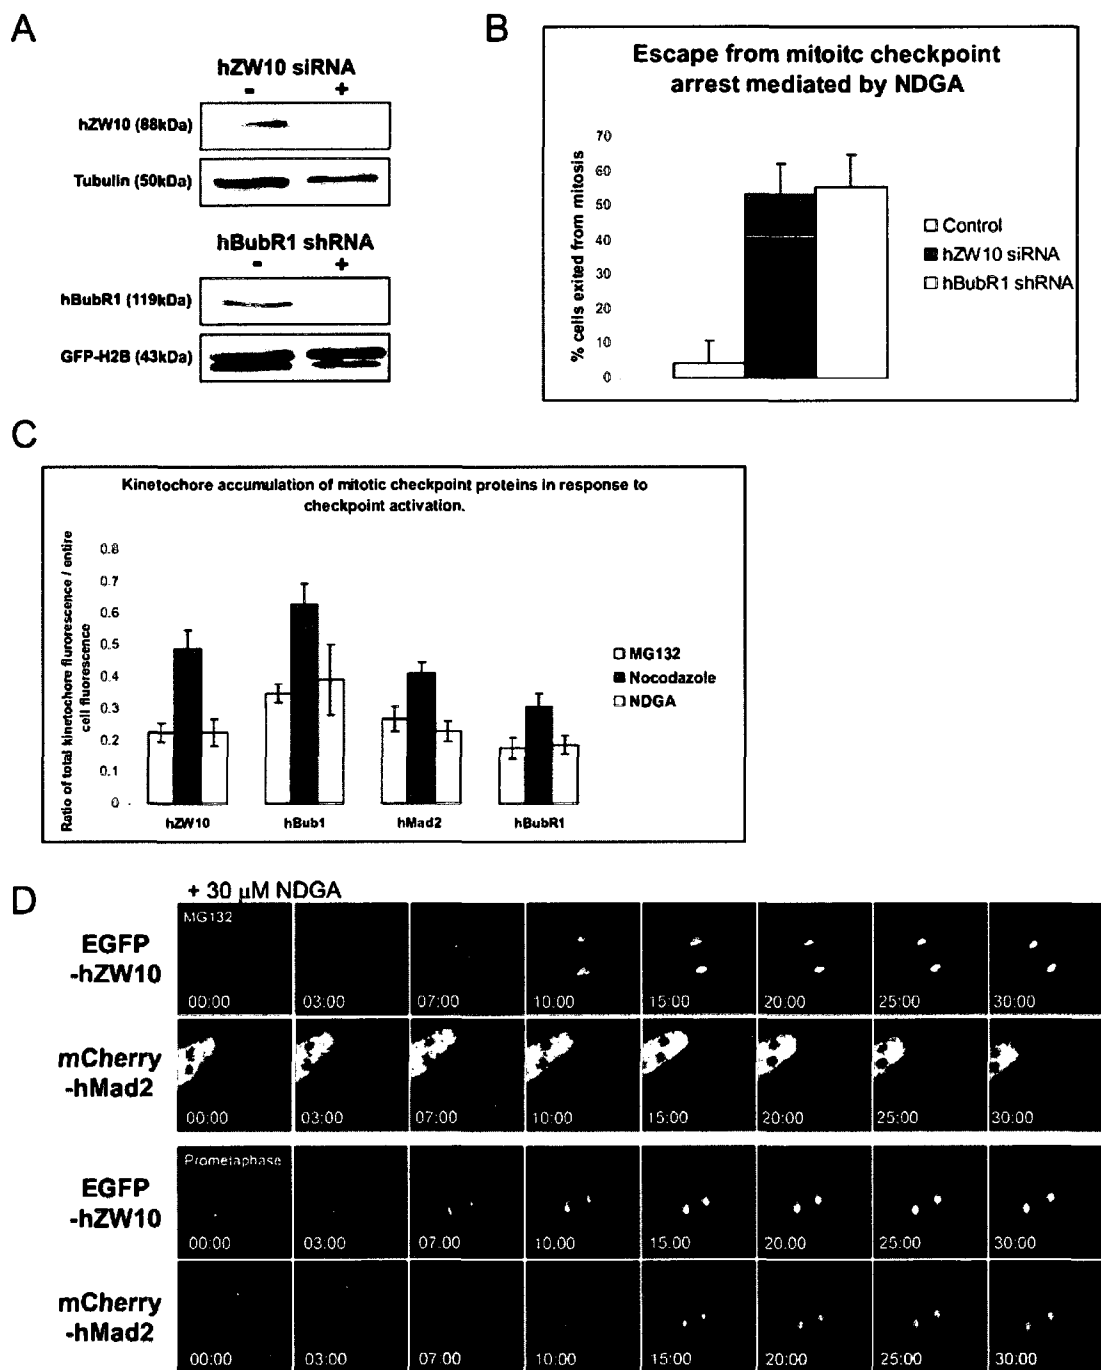 A
hZW10 siRNA
- +
hZW10 (88kDa)
Tubulin (50kDa)
hBubR1 shRNA
- +
hBubR1 (119kDa)
GFP-H2B (43kDa)
B
Escape from mitoitc checkpoint
arrest mediated by NDGA
% cells exited from mitosis
70
60
50
40
30
20
10
0
Control
hZW10 siRNA
hBubR1 shRNA
C
Kinetochore accumulation of mitotic checkpoint proteins in response to
checkpoint activation.
Ratio of total kinetochore flurorescence / entire
cell fluorescence
0.8
0.7
0.6
0.5
0.4
0.3
0.2
0.1
0
hZW10 hBub1 hMad2 hBubR1
MG132
Nocodazole
NDGA
D
+ 30 μM NDGA
EGFP
-hZW10
MG132
00:00 03:00 07:00 10:00 15:00 20:00 25:00 30:00
mCherry
-hMad2
00:00 03:00 07:00 10:00 15:00 20:00 25:00 30:00
EGFP
-hZW10
Prometaphase
00:00 03:00 07:00 10:00 15:00 20:00 25:00 30:00
mCherry
-hMad2
00:00 03:00 07:00 10:00 15:00 20:00 25:00 30:00